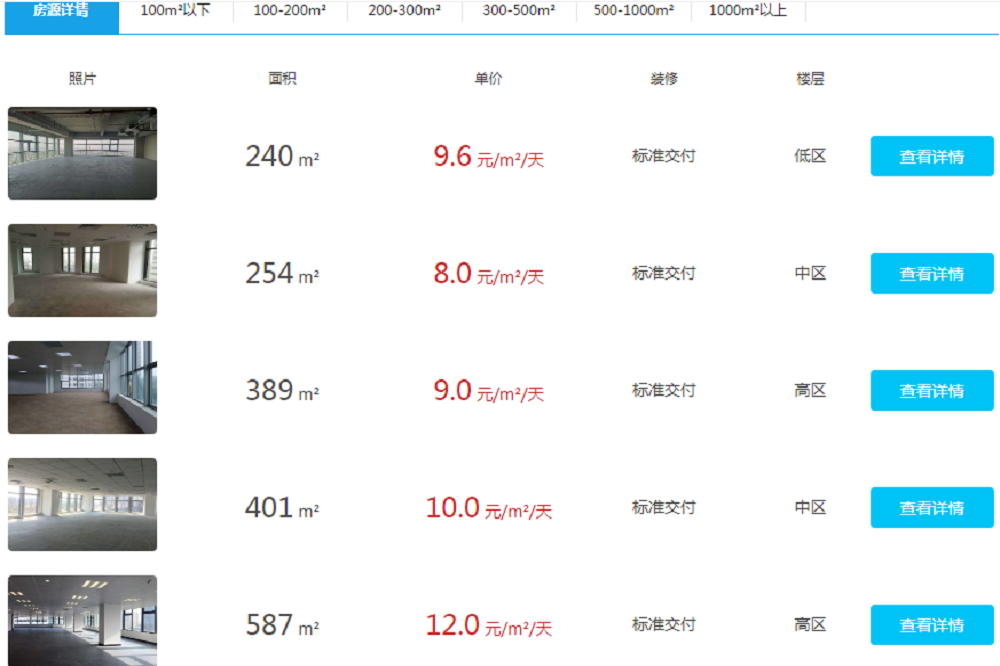 房源详情 100m²以下 100-200m² 200-300m² 300-500m² 500-1000m² 1000m²以上
照片 面积 单价 装修 楼层
240 m² 9.6 元/m²/天 标准交付 低区 查看详情
254 m² 8.0 元/m²/天 标准交付 中区 查看详情
389 m² 9.0 元/m²/天 标准交付 高区 查看详情
401 m² 10.0 元/m²/天 标准交付 中区 查看详情
587 m² 12.0 元/m²/天 标准交付 高区 查看详情